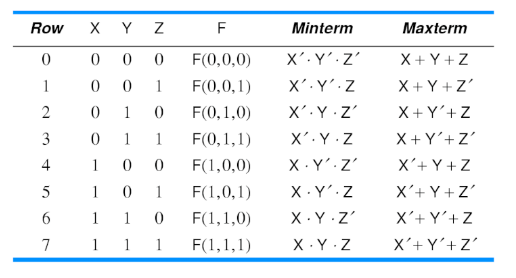 Row X Y Z F Minterm Maxterm
0 0 0 0 F(0,0,0) X′· Y′· Z′ X + Y + Z
1 0 0 1 F(0,0,1) X′· Y′· Z X + Y + Z′
2 0 1 0 F(0,1,0) X′· Y · Z′ X + Y′+ Z
3 0 1 1 F(0,1,1) X′· Y · Z X + Y′+ Z′
4 1 0 0 F(1,0,0) X · Y′· Z′ X′+ Y + Z
5 1 0 1 F(1,0,1) X · Y′· Z X′+ Y + Z′
6 1 1 0 F(1,1,0) X · Y · Z′ X′+ Y′+ Z
7 1 1 1 F(1,1,1) X · Y · Z X′+ Y′+ Z′